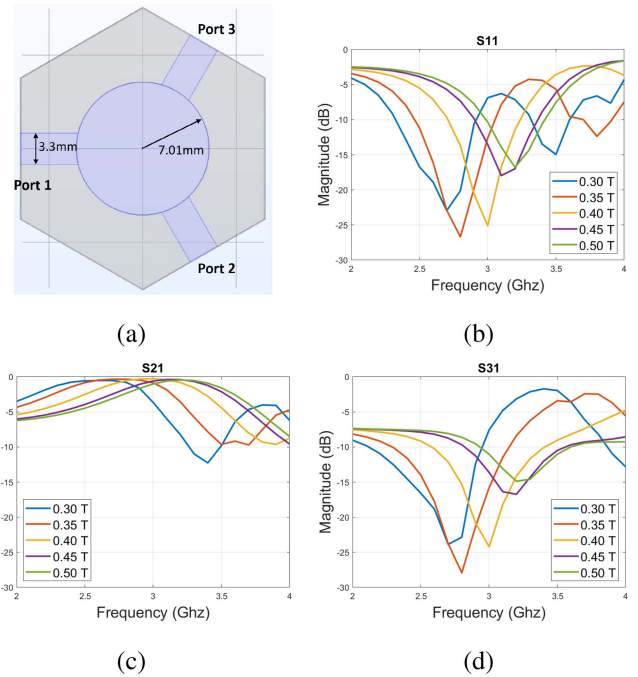 Port 3
3.3mm
7.01mm
Port 1
Port 2
(a)
S11
0
-5
-10
-15
-20
-25
-30
Magnitude (dB)
0.30 T
0.35 T
0.40 T
0.45 T
0.50 T
2 2.5 3 3.5 4
Frequency (Ghz)
(b)
S21
0
-5
-10
-15
-20
-25
-30
0.30 T
0.35 T
0.40 T
0.45 T
0.50 T
2 2.5 3 3.5 4
Frequency (Ghz)
(c)
S31
0
-5
-10
-15
-20
-25
-30
Magnitude (dB)
0.30 T
0.35 T
0.40 T
0.45 T
0.50 T
2 2.5 3 3.5 4
Frequency (Ghz)
(d)